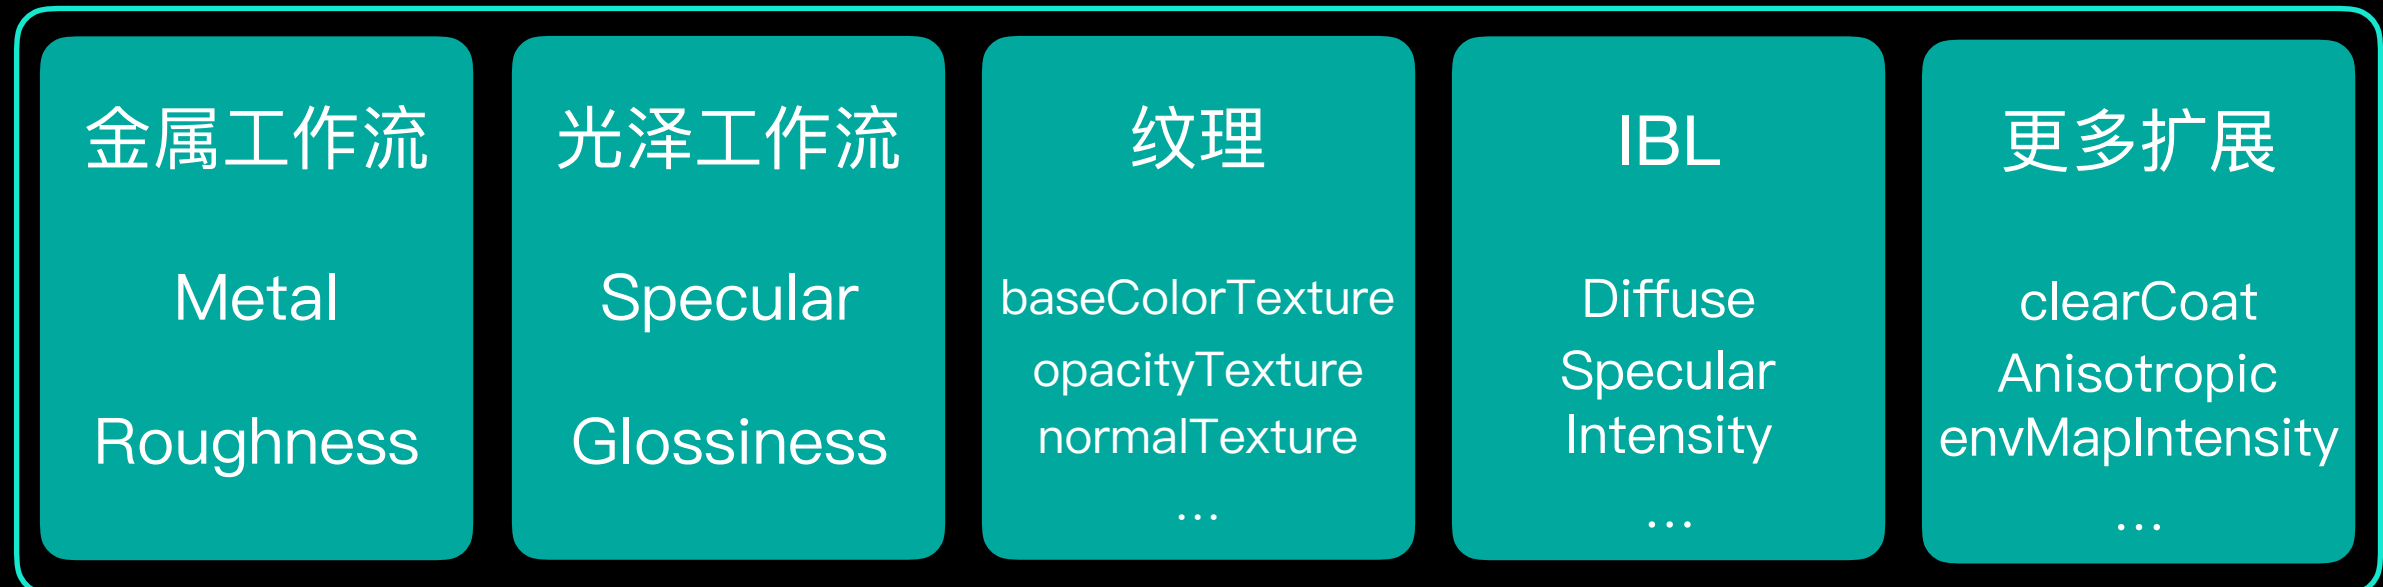 金属工作流
Metal
Roughness
光泽工作流
Specular
Glossiness
纹理
baseColorTexture
opacityTexture
normalTexture
...
IBL
Diffuse
Specular
Intensity
...
更多扩展
clearCoat
Anisotropic
envMapIntensity
...